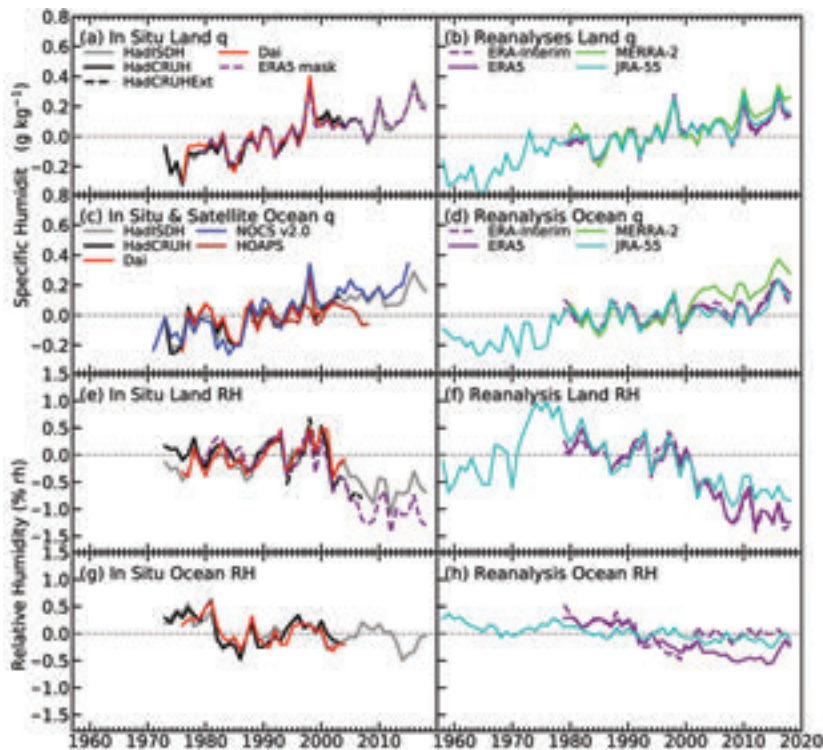 0.8
(a) In Situ Land q
HadISDH
Dai
HadCRUH
ERA5 mask
HadCRUHExt
0.6
0.4
0.2
0.0
−0.2
(b) Reanalyses Land q
ERA-Interim
MERRA-2
ERA5
JRA-55
Specific Humidit (g kg⁻¹)
0.8
(c) In Situ & Satellite Ocean q
HadISDH
NOCS v2.0
HadCRUH
HOAPS
Dai
0.6
0.4
0.2
0.0
−0.2
(d) Reanalysis Ocean q
ERA-Interim
MERRA-2
ERA5
JRA-55
1.5
(e) In Situ Land RH
1.0
0.5
0.0
−0.5
−1.0
(f) Reanalysis Land RH
Relative Humidity (% rh)
1.5
(g) In Situ Ocean RH
1.0
0.5
0.0
−0.5
−1.0
−1.5
(h) Reanalysis Ocean RH
1960 1970 1980 1990 2000 2010
1960 1970 1980 1990 2000 2010 2020